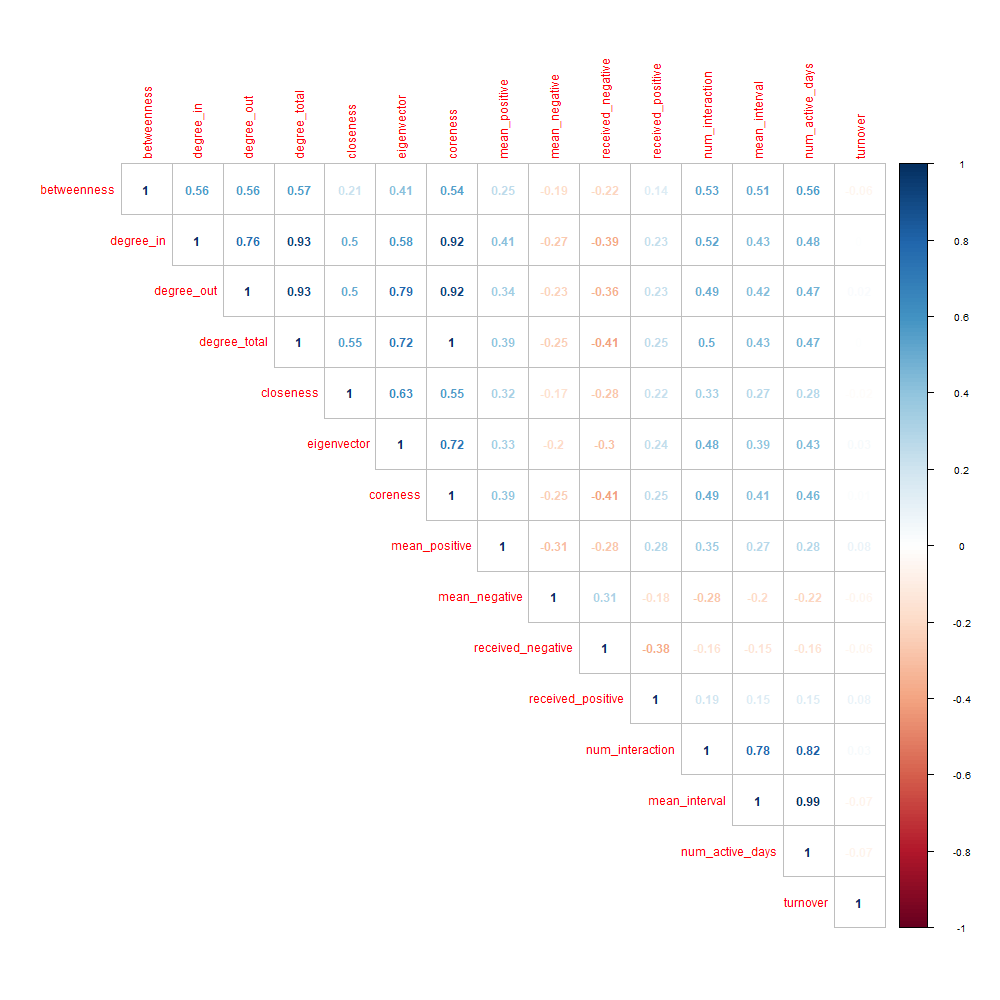 betweenness degree_in degree_out degree_total closeness eigenvector coreness mean_positive mean_negative received_negative received_positive num_interaction mean_interval num_active_days turnover
betweenness 1 0.56 0.56 0.57 0.21 0.41 0.54 0.25 -0.19 -0.22 0.14 0.53 0.51 0.56
degree_in 1 0.76 0.93 0.5 0.58 0.92 0.41 -0.27 -0.39 0.23 0.52 0.43 0.48
degree_out 1 0.93 0.5 0.79 0.92 0.34 -0.23 -0.36 0.23 0.49 0.42 0.47
degree_total 1 0.55 0.72 1 0.39 -0.25 -0.41 0.25 0.5 0.43 0.47
closeness 1 0.63 0.55 0.32 -0.17 -0.28 0.22 0.33 0.27 0.28
eigenvector 1 0.72 0.33 -0.2 -0.3 0.24 0.48 0.39 0.43
coreness 1 0.39 -0.25 -0.41 0.25 0.49 0.41 0.46
mean_positive 1 -0.31 -0.28 0.28 0.35 0.27 0.28 0.08
mean_negative 1 0.31 -0.18 -0.28 -0.2 -0.22
received_negative 1 -0.38 -0.16 -0.15 -0.16
received_positive 1 0.19 0.15 0.15 0.08
num_interaction 1 0.78 0.82
mean_interval 1 0.99 -0.07
num_active_days 1 -0.07
turnover 1
1
0.8
0.6
0.4
0.2
0
-0.2
-0.4
-0.6
-0.8
-1